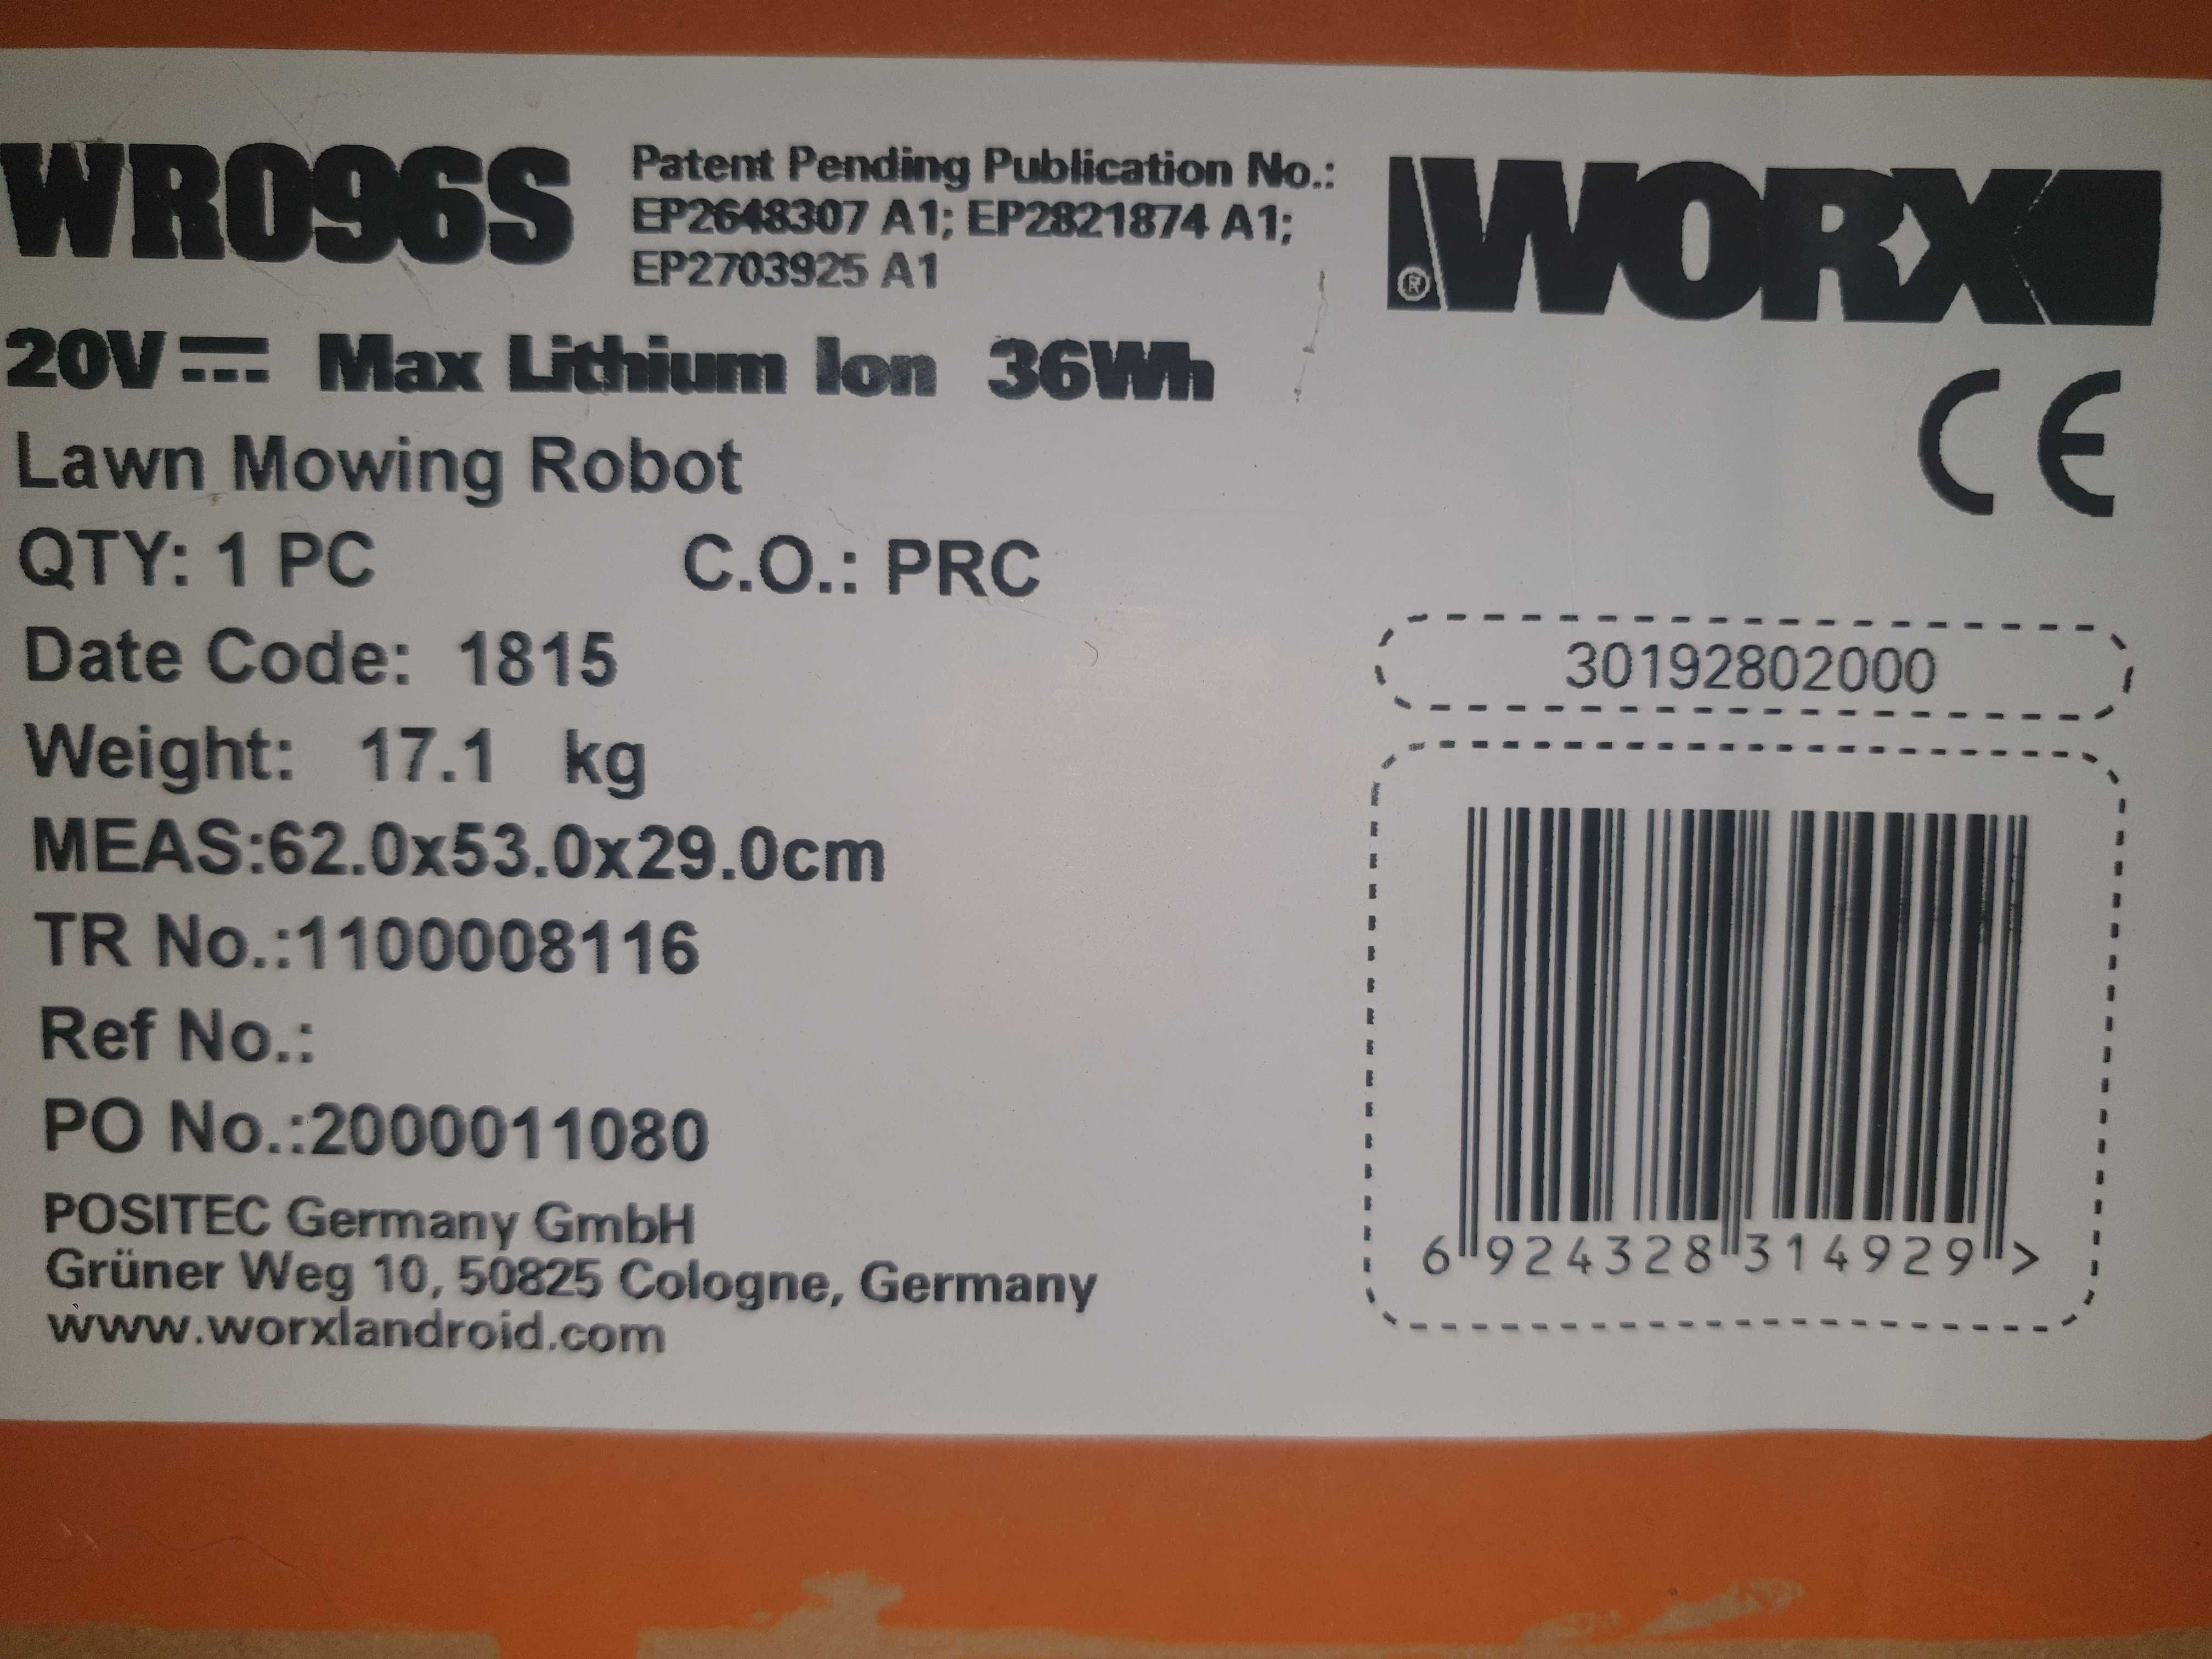 WR096S
Patent Pending Publication No.:
EP2648307 A1; EP2821874 A1;
EP2703925 A1
® WORX
20V Max Lithium Ion 36Wh
CE
Lawn Mowing Robot
QTY: 1 PC C.O.: PRC
Date Code: 1815
30192802000
Weight: 17.1 kg
MEAS:62.0x53.0x29.0cm
TR No.:1100008116
Ref No.:
PO No.:2000011080
POSITEC Germany GmbH
Grüner Weg 10, 50825 Cologne, Germany
www.worxlandroid.com
6 924328 314929 >